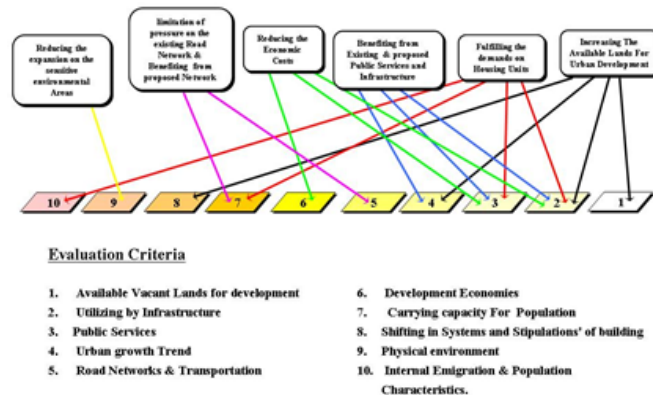 Reducing the
expansion on the
sensitive
environmental
Areas
limitation of
pressure on the
existing Road
Network &
Benefiting from
proposed Network
Reducing the
Economic
Costs
Benefiting from
Existing & proposed
Public Services and
Infrastructure
Fulfilling the
demands on
Housing Units
Increasing The
Available Lands For
Urban Development
10 9 8 7 6 5 4 3 2 1
Evaluation Criteria
1. Available Vacant Lands for development
2. Utilizing by Infrastructure
3. Public Services
4. Urban growth Trend
5. Road Networks & Transportation
6. Development Economies
7. Carrying capacity For Population
8. Shifting in Systems and Stipulations' of building
9. Physical environment
10. Internal Emigration & Population
Characteristics.